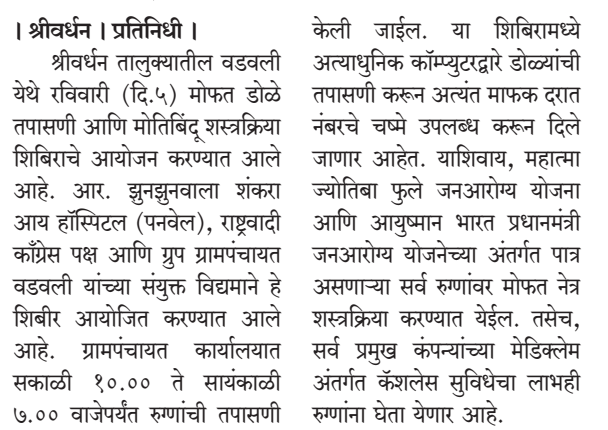 । श्रीवर्धन । प्रतिनिधी ।
श्रीवर्धन तालुक्यातील वडवली
येथे रविवारी (दि.५) मोफत डोळे
तपासणी आणि मोतिबिंदू शस्त्रक्रिया
शिबिराचे आयोजन करण्यात आले
आहे. आर. झुनझुनवाला शंकरा
आय हॉस्पिटल (पनवेल), राष्ट्रवादी
काँग्रेस पक्ष आणि ग्रुप ग्रामपंचायत
वडवली यांच्या संयुक्त विद्यमाने हे
शिबीर आयोजित करण्यात आले
आहे. ग्रामपंचायत कार्यालयात
सकाळी १०.०० ते सायंकाळी
७.०० वाजेपर्यंत रुग्णांची तपासणी
केली जाईल. या शिबिरामध्ये
अत्याधुनिक कॉम्प्युटरद्वारे डोळ्यांची
तपासणी करून अत्यंत माफक दरात
नंबरचे चष्मे उपलब्ध करून दिले
जाणार आहेत. याशिवाय, महात्मा
ज्योतिबा फुले जनआरोग्य योजना
आणि आयुष्मान भारत प्रधानमंत्री
जनआरोग्य योजनेच्या अंतर्गत पात्र
असणाऱ्या सर्व रुग्णांवर मोफत नेत्र
शस्त्रक्रिया करण्यात येईल. तसेच,
सर्व प्रमुख कंपन्यांच्या मेडिक्लेम
अंतर्गत कॅशलेस सुविधेचा लाभही
रुग्णांना घेता येणार आहे.